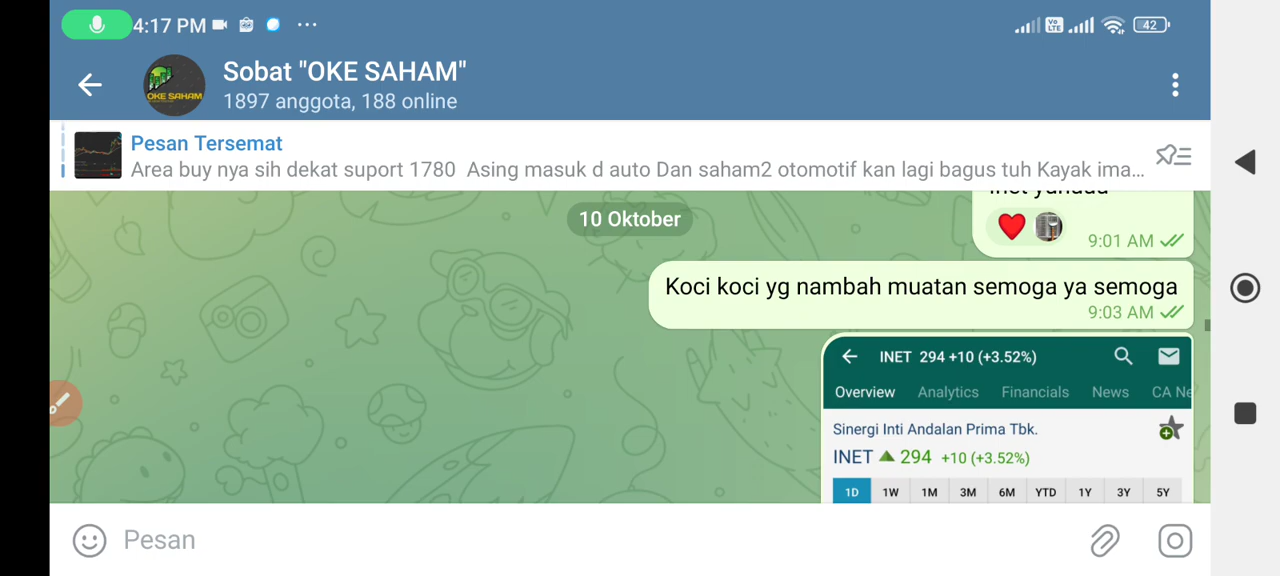 4:17 PM
Vo LTE
42
Sobat "OKE SAHAM"
OKE SAHAM
1897 anggota, 188 online
Pesan Tersemat
Area buy nya sih dekat suport 1780 Asing masuk d auto Dan saham2 otomotif kan lagi bagus tuh Kayak ima...
10 Oktober
9:01 AM
Koci koci yg nambah muatan semoga ya semoga
9:03 AM
INET 294 +10 (+3.52%)
Overview Analytics Financials News CA Ne
Sinergi Inti Andalan Prima Tbk.
INET 294 +10 (+3.52%)
1D 1W 1M 3M 6M YTD 1Y 3Y 5Y
Pesan